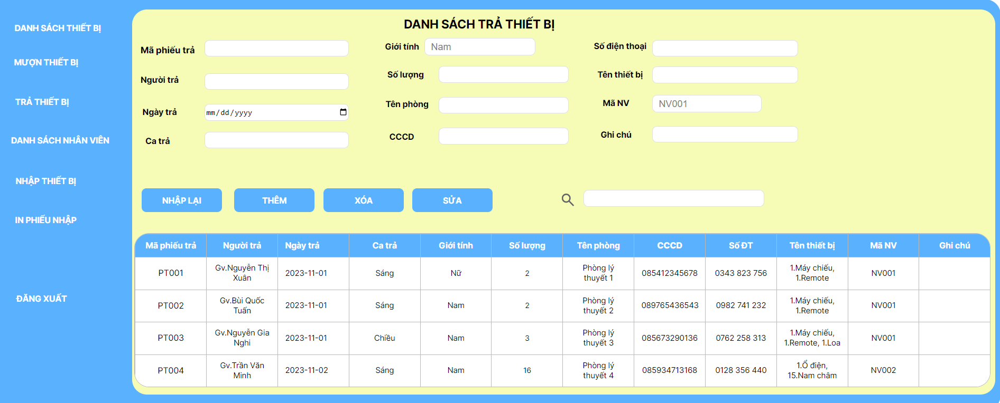 DANH SÁCH THIẾT BỊ
MƯỢN THIẾT BỊ
TRẢ THIẾT BỊ
DANH SÁCH NHÂN VIÊN
NHẬP THIẾT BỊ
IN PHIẾU NHẬP
ĐĂNG XUẤT
DANH SÁCH TRẢ THIẾT BỊ
Mã phiếu trả
Giới tính Nam
Số điện thoại
Người trả
Số lượng
Tên thiết bị
Ngày trả mm/dd/yyyy
Tên phòng
Mã NV NV001
Ca trả
CCCD
Ghi chú
NHẬP LẠI THÊM XÓA SỬA
Mã phiếu trả Người trả Ngày trả Ca trả Giới tính Số lượng Tên phòng CCCD Số ĐT Tên thiết bị Mã NV Ghi chú
PT001 Gv.Nguyễn Thị Xuân 2023-11-01 Sáng Nữ 2 Phòng lý thuyết 1 085412345678 0343 823 756 1.Máy chiếu, 1.Remote NV001
PT002 Gv.Bùi Quốc Tuấn 2023-11-01 Sáng Nam 2 Phòng lý thuyết 2 089765436543 0982 741 232 1.Máy chiếu, 1.Remote NV001
PT003 Gv.Nguyễn Gia Nghi 2023-11-01 Chiều Nam 3 Phòng lý thuyết 3 085673290136 0762 258 313 1.Máy chiếu, 1.Remote, 1.Loa NV001
PT004 Gv.Trần Văn Minh 2023-11-02 Sáng Nam 16 Phòng lý thuyết 4 085934713168 0128 356 440 1.Ổ điện, 15.Nam châm NV002